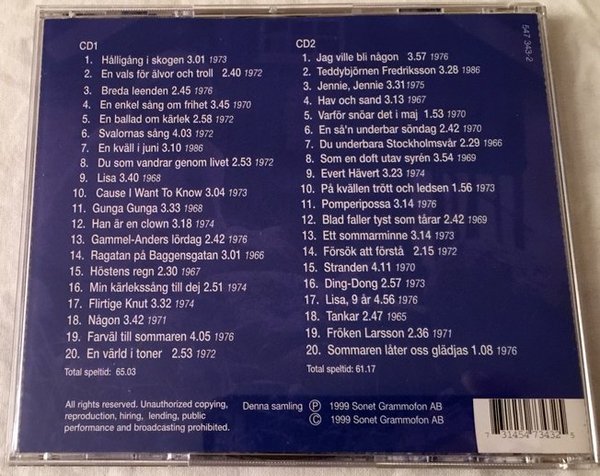 547 343-2
CD1
1. Hålligång i skogen 3.01 1973
2. En vals för älvor och troll 2.40 1972
3. Breda leenden 2.45 1976
4. En enkel sång om frihet 3.45 1970
5. En ballad om kärlek 2.58 1972
6. Svalornas sång 4.03 1972
7. En kväll i juni 3.10 1986
8. Du som vandrar genom livet 2.53 1972
9. Lisa 3.40 1968
10. Cause I Want To Know 3.04 1973
11. Gunga Gunga 3.33 1968
12. Han är en clown 3.18 1974
13. Gammel-Anders lördag 2.42 1976
14. Ragatan på Baggensgatan 3.01 1966
15. Höstens regn 2.30 1967
16. Min kärlekssång till dej 2.51 1974
17. Flirtige Knut 3.32 1974
18. Någon 3.42 1971
19. Farväl till sommaren 4.05 1976
20. En värld i toner 2.53 1972
Total speltid: 65.03
CD2
1. Jag ville bli någon 3.57 1976
2. Teddybjörnen Fredriksson 3.28 1986
3. Jennie, Jennie 3.31 1975
4. Hav och sand 3.13 1967
5. Varför snöar det i maj 1.53 1970
6. En så'n underbar söndag 2.42 1970
7. Du underbara Stockholmsvår 2.29 1966
8. Som en doft utav syrén 3.54 1969
9. Evert Hävert 3.23 1974
10. På kvällen trött och ledsen 1.56 1973
11. Pomperipossa 3.14 1976
12. Blad faller tyst som tårar 2.42 1969
13. Ett sommarminne 3.14 1973
14. Försök att förstå 2.15 1972
15. Stranden 4.11 1970
16. Ding-Dong 2.57 1973
17. Lisa, 9 år 4.56 1976
18. Tankar 2.47 1965
19. Fröken Larsson 2.36 1971
20. Sommaren låter oss glädjas 1.08 1976
Total speltid: 61.17
All rights reserved. Unauthorized copying,
reproduction, hiring, lending, public
performance and broadcasting prohibited.
Denna samling Ⓟ 1999 Sonet Grammofon AB
© 1999 Sonet Grammofon AB
7 31454 73432 5